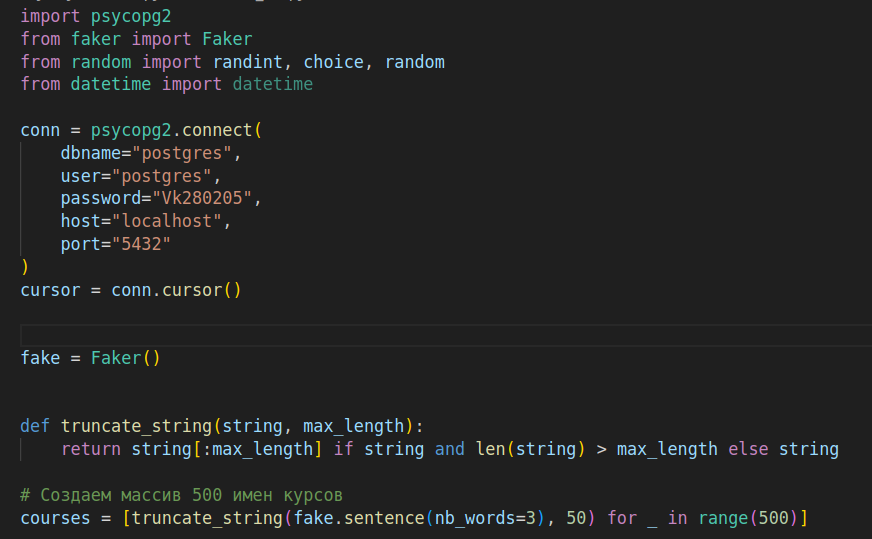 import psycopg2
from faker import Faker
from random import randint, choice, random
from datetime import datetime
conn = psycopg2.connect(
    dbname="postgres",
    user="postgres",
    password="Vk280205",
    host="localhost",
    port="5432"
)
cursor = conn.cursor()
fake = Faker()
def truncate_string(string, max_length):
    return string[:max_length] if string and len(string) > max_length else string
# Создаем массив 500 имен курсов
courses = [truncate_string(fake.sentence(nb_words=3), 50) for _ in range(500)]